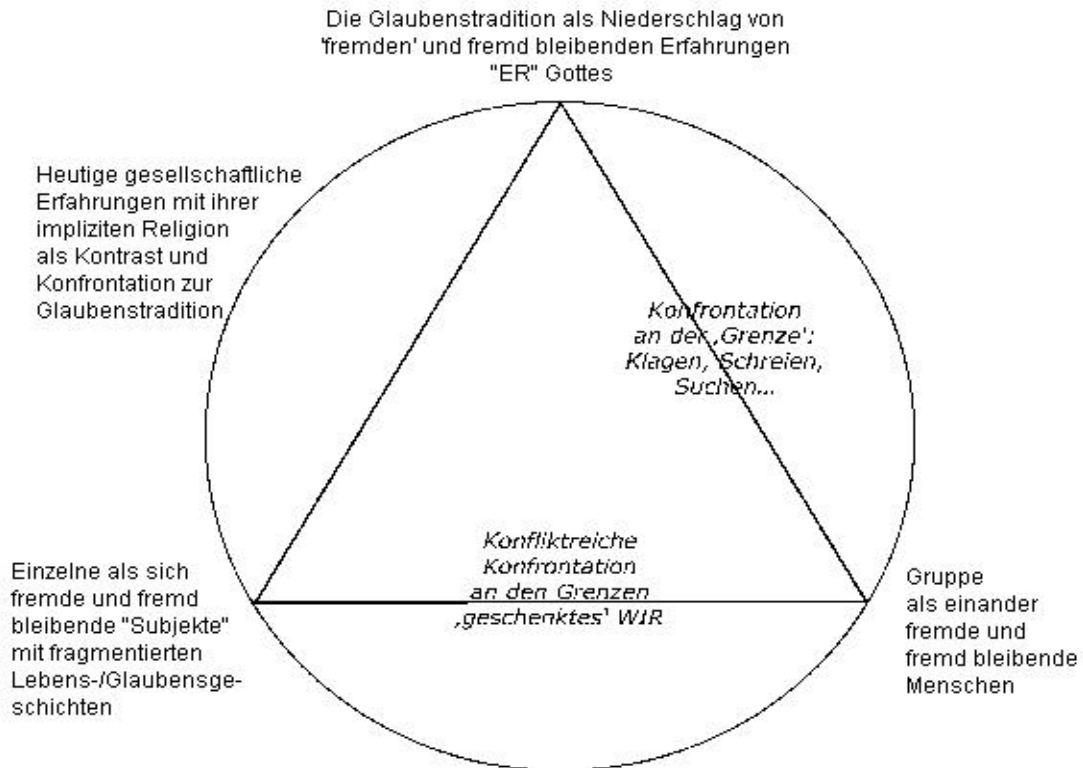 Die Glaubenstradition als Niederschlag von
'fremden' und fremd bleibenden Erfahrungen
"ER" Gottes
Heutige gesellschaftliche
Erfahrungen mit ihrer
impliziten Religion
als Kontrast und
Konfrontation zur
Glaubenstradition
Konfrontation
an der ‚Grenze':
Klagen, Schreien,
Suchen...
Konfliktreiche
Konfrontation
an den Grenzen
‚geschenktes' WIR
Einzelne als sich
fremde und fremd
bleibende "Subjekte"
mit fragmentierten
Lebens-/Glaubensge-
schichten
Gruppe
als einander
fremde und
fremd bleibende
Menschen